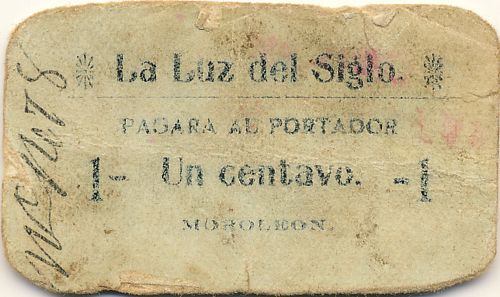 La Luz del Siglo.
PAGARA AL PORTADOR
1- Un centavo. -1
MOROLEON.